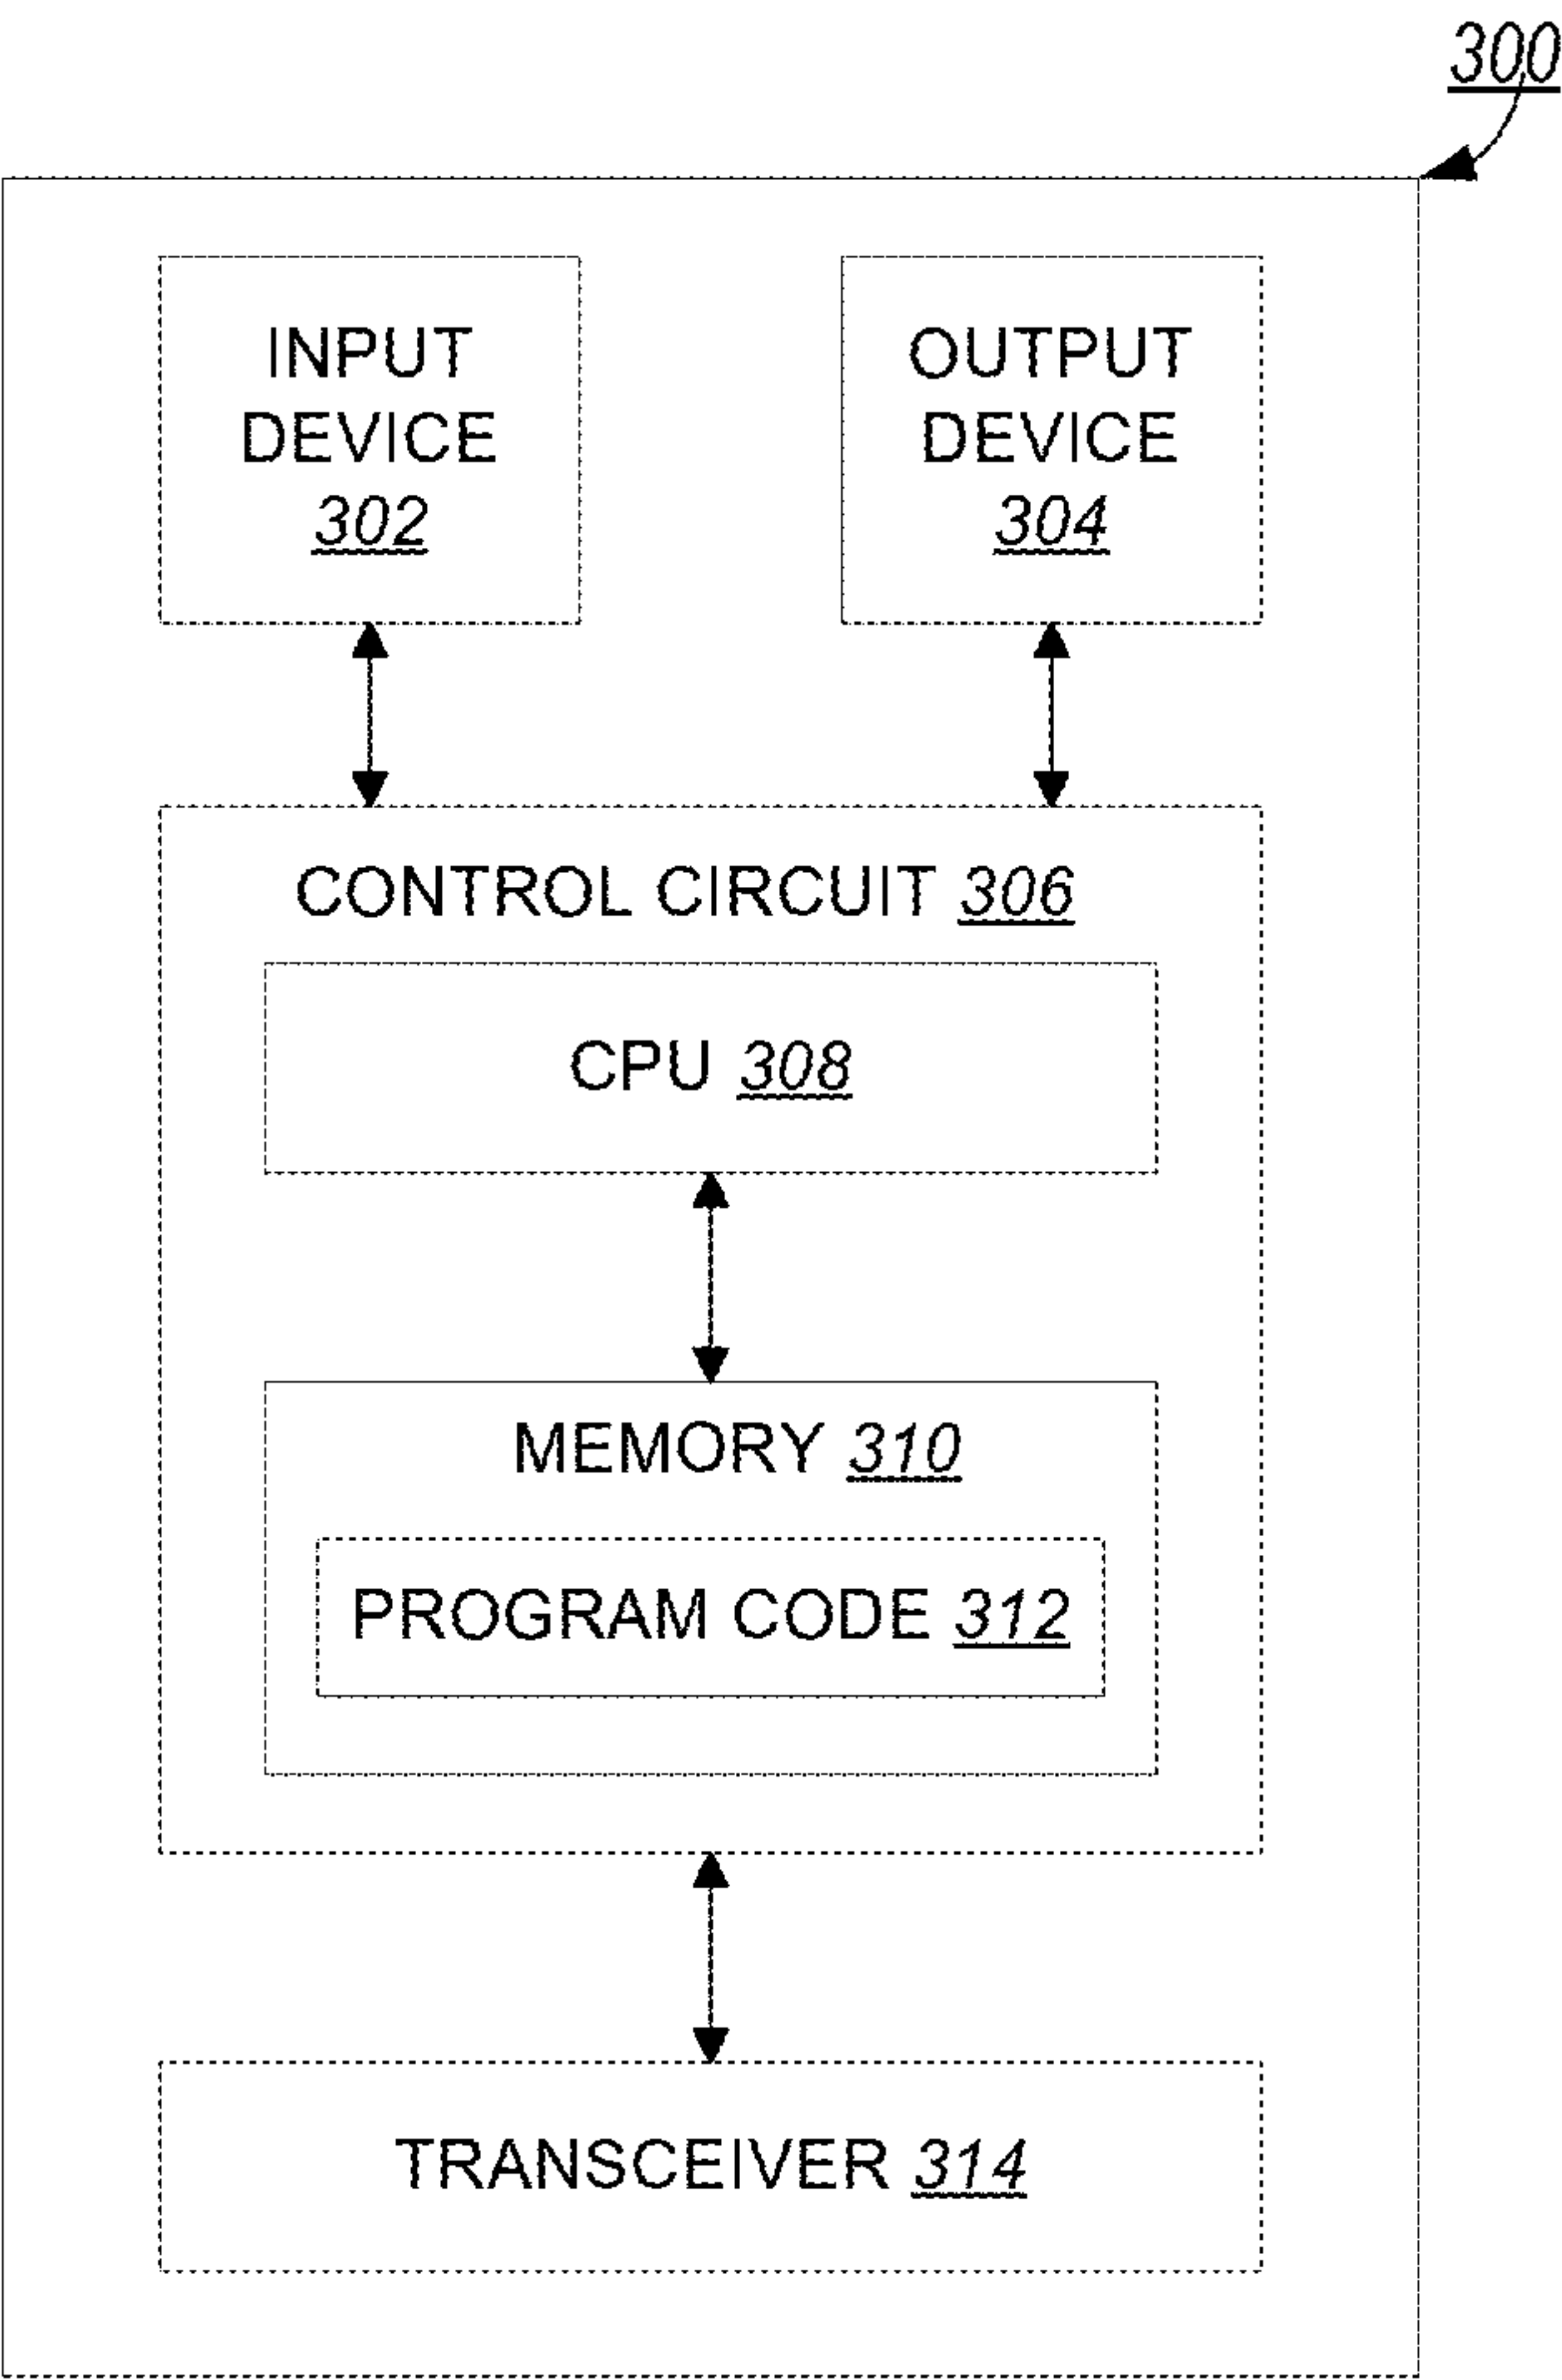 300
INPUT
DEVICE
302
OUTPUT
DEVICE
304
CONTROL CIRCUIT 306
CPU 308
MEMORY 310
PROGRAM CODE 312
TRANSCEIVER 314